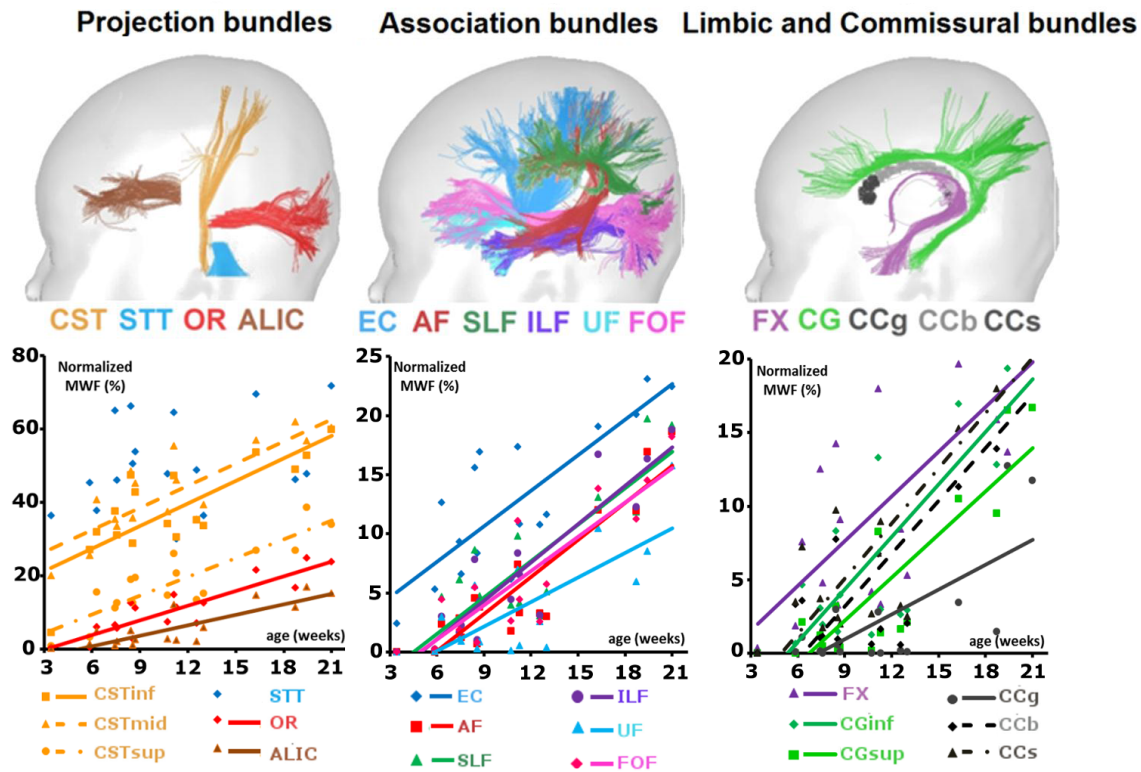 Projection bundles
Association bundles
Limbic and Commissural bundles
CST STT OR ALIC
EC AF SLF ILF UF FOF
FX CG CCg CCb CCs
80
60
40
20
0
Normalized
MWF (%)
age (weeks)
3 6 9 12 15 18 21
25
20
15
10
5
0
Normalized
MWF (%)
age (weeks)
3 6 9 12 15 18 21
20
15
10
5
0
Normalized
MWF (%)
age (weeks)
3 6 9 12 15 18 21
CSTinf
CSTmid
CSTsup
STT
OR
ALIC
EC
AF
SLF
ILF
UF
FOF
FX
CGinf
CGsup
CCg
CCb
CCs